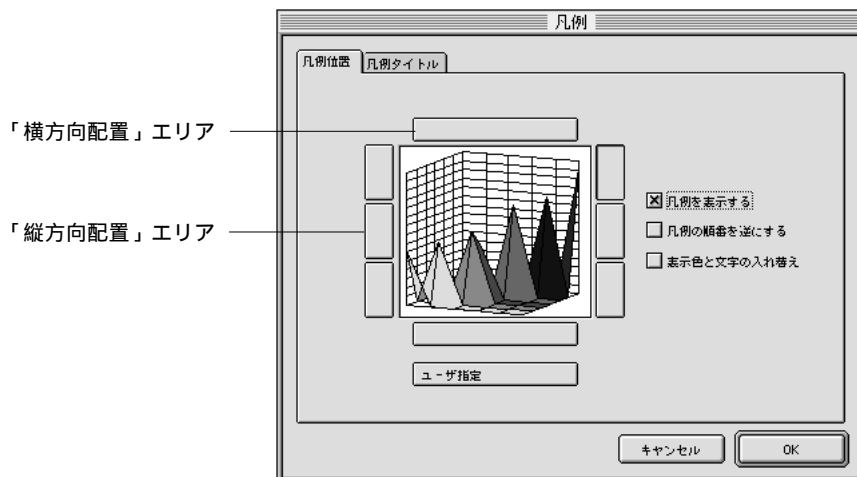 凡例
凡例位置
凡例タイトル
「横方向配置」エリア
「縦方向配置」エリア
凡例を表示する
凡例の順番を逆にする
表示色と文字の入れ替え
ユーザ指定
キャンセル
OK